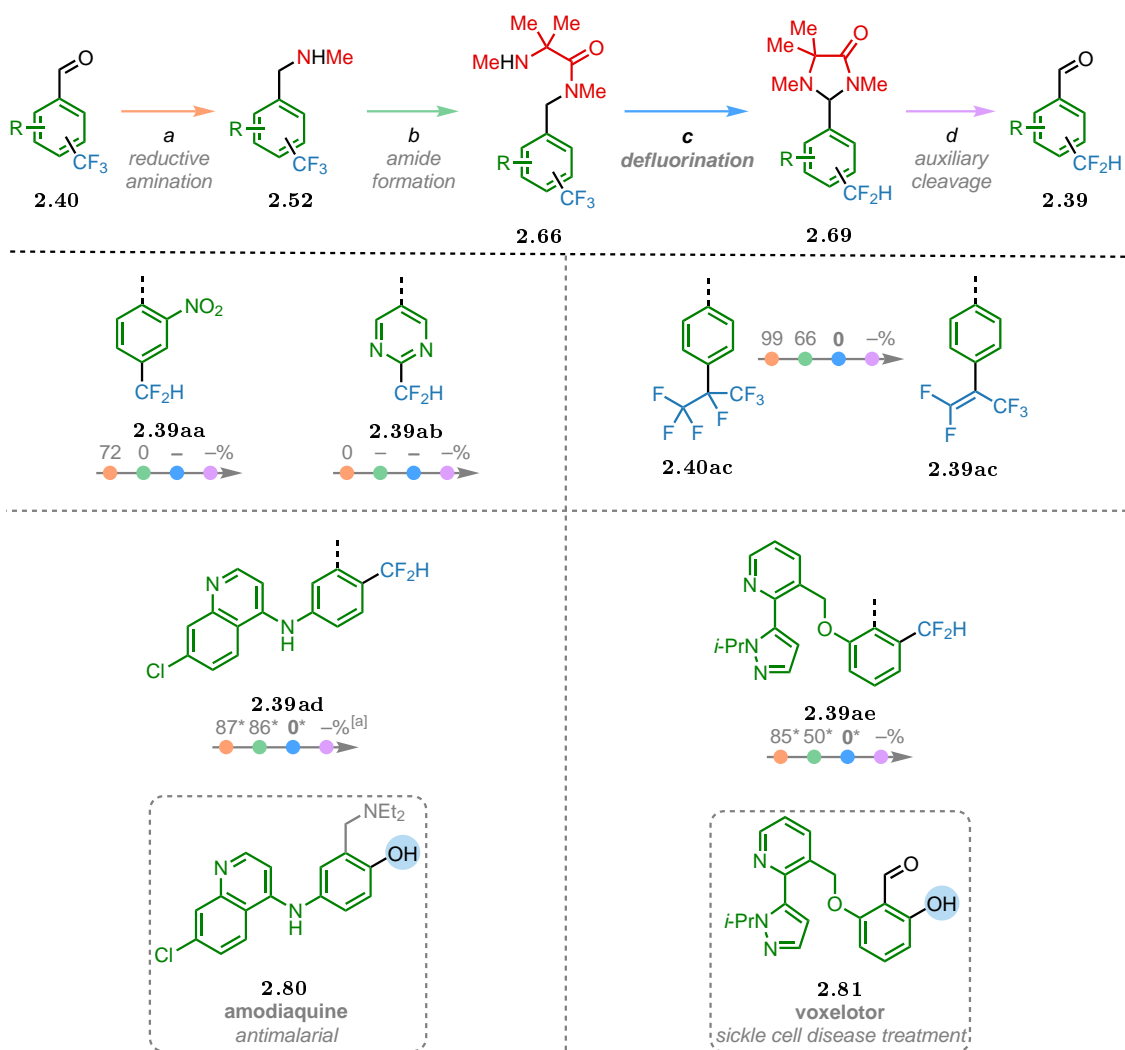 O
R
CF3
2.40
a
reductive
amination
NHMe
R
CF3
2.52
b
amide
formation
Me Me
MeHN
O
NMe
R
CF3
2.66
c
defluorination
Me
Me
O
MeN
NMe
R
CF2H
2.69
d
auxiliary
cleavage
O
R
CF2H
2.39
NO2
CF2H
2.39aa
72 0 – –%
N N
CF2H
2.39ab
0 – – –%
F
F F
F
CF3
2.40ac
99 66 0 –%
F
F
CF3
2.39ac
N
Cl
N
H
CF2H
2.39ad
87* 86* 0* –%[a]
N
i-PrN
N
O
CF2H
2.39ae
85* 50* 0* –%
N
Cl
N
H
NEt2
OH
2.80
amodiaquine
antimalarial
N
i-PrN
N
O
O
OH
2.81
voxelotor
sickle cell disease treatment